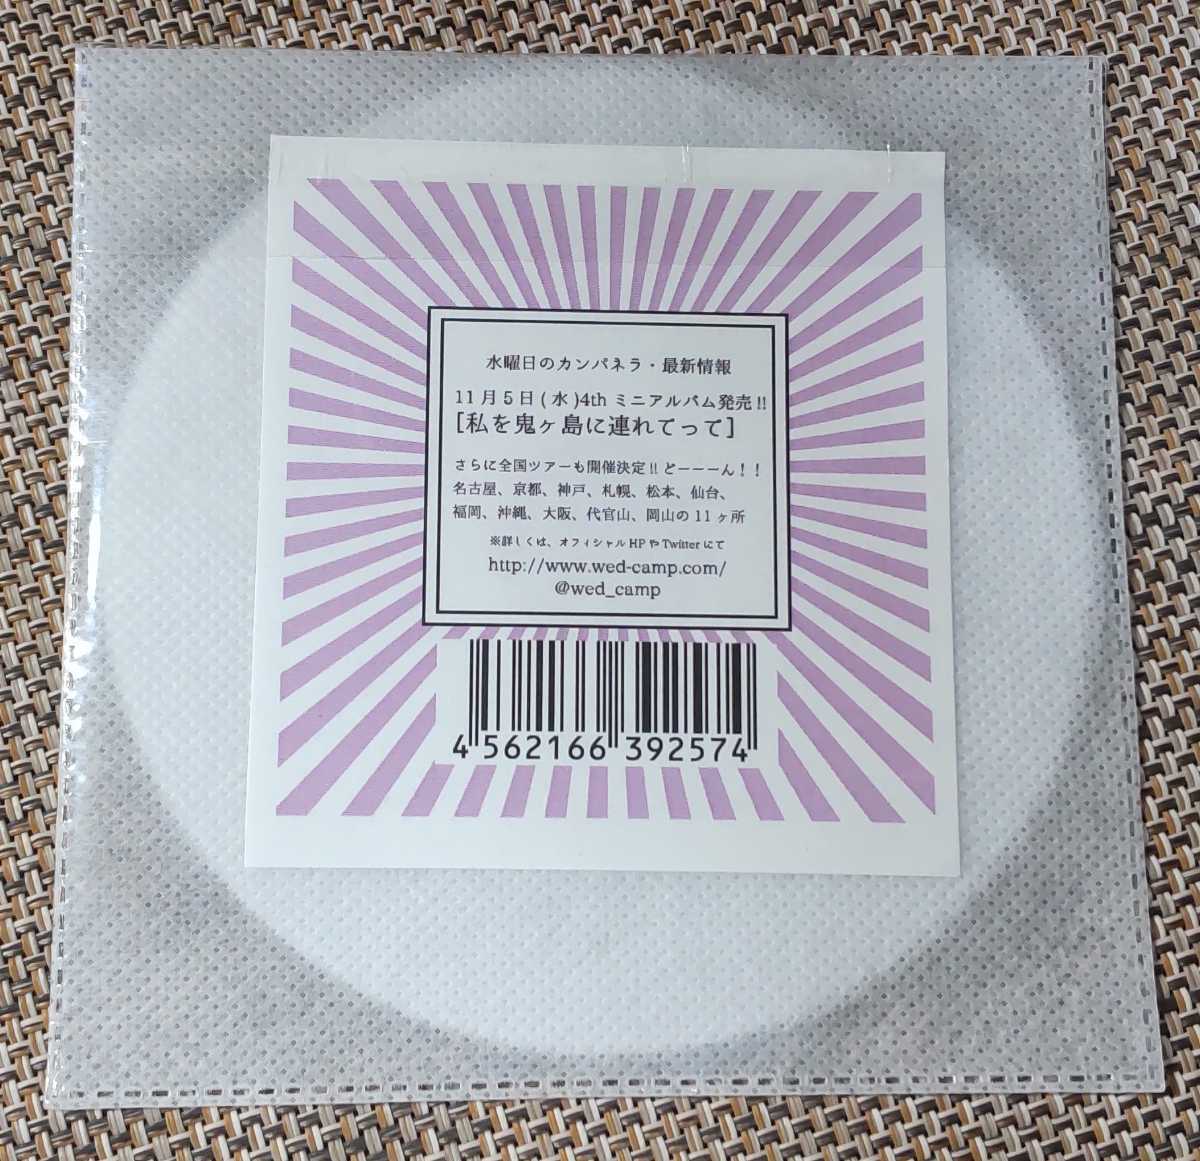 水曜日のカンパネラ・最新情報
11月5日(水)4th ミニアルバム発売!!
[私を鬼ヶ島に連れてって]
さらに全国ツアーも開催決定!!どーーーん!!
名古屋、京都、神戸、札幌、松本、仙台、
福岡、沖縄、大阪、代官山、岡山の11ヶ所
※詳しくは、オフィシャルHPやTwitterにて
http://www.wed-camp.com/
@wed_camp
4 562166 392574